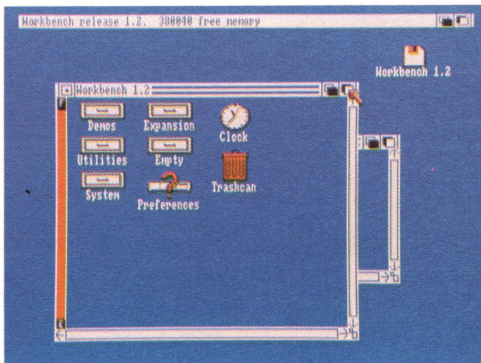 Workbench release 1.2. 380040 free memory
Workbench 1.2
Workbench 1.2
Demos
Expansion
Clock
Utilities
Empty
Trashcan
System
Preferences
E